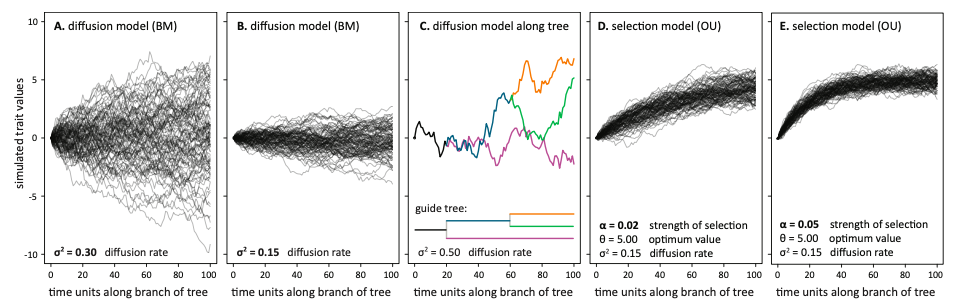 A. diffusion model (BM)
B. diffusion model (BM)
C. diffusion model along tree
D. selection model (OU)
E. selection model (OU)
simulated trait values
10
5
0
-5
-10
σ² = 0.30 diffusion rate
σ² = 0.15 diffusion rate
guide tree:
σ² = 0.50 diffusion rate
α = 0.02 strength of selection
θ = 5.00 optimum value
σ² = 0.15 diffusion rate
α = 0.05 strength of selection
θ = 5.00 optimum value
σ² = 0.15 diffusion rate
0 20 40 60 80 100
0 20 40 60 80 100
0 20 40 60 80 100
0 20 40 60 80 100
0 20 40 60 80 100
time units along branch of tree
time units along branch of tree
time units along branch of tree
time units along branch of tree
time units along branch of tree